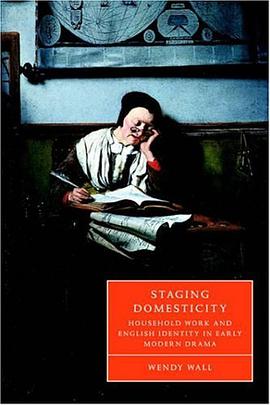 STAGING
DOMESTICITY
HOUSEHOLD WORK AND
ENGLISH IDENTITY IN EARLY
MODERN DRAMA
WENDY WALL